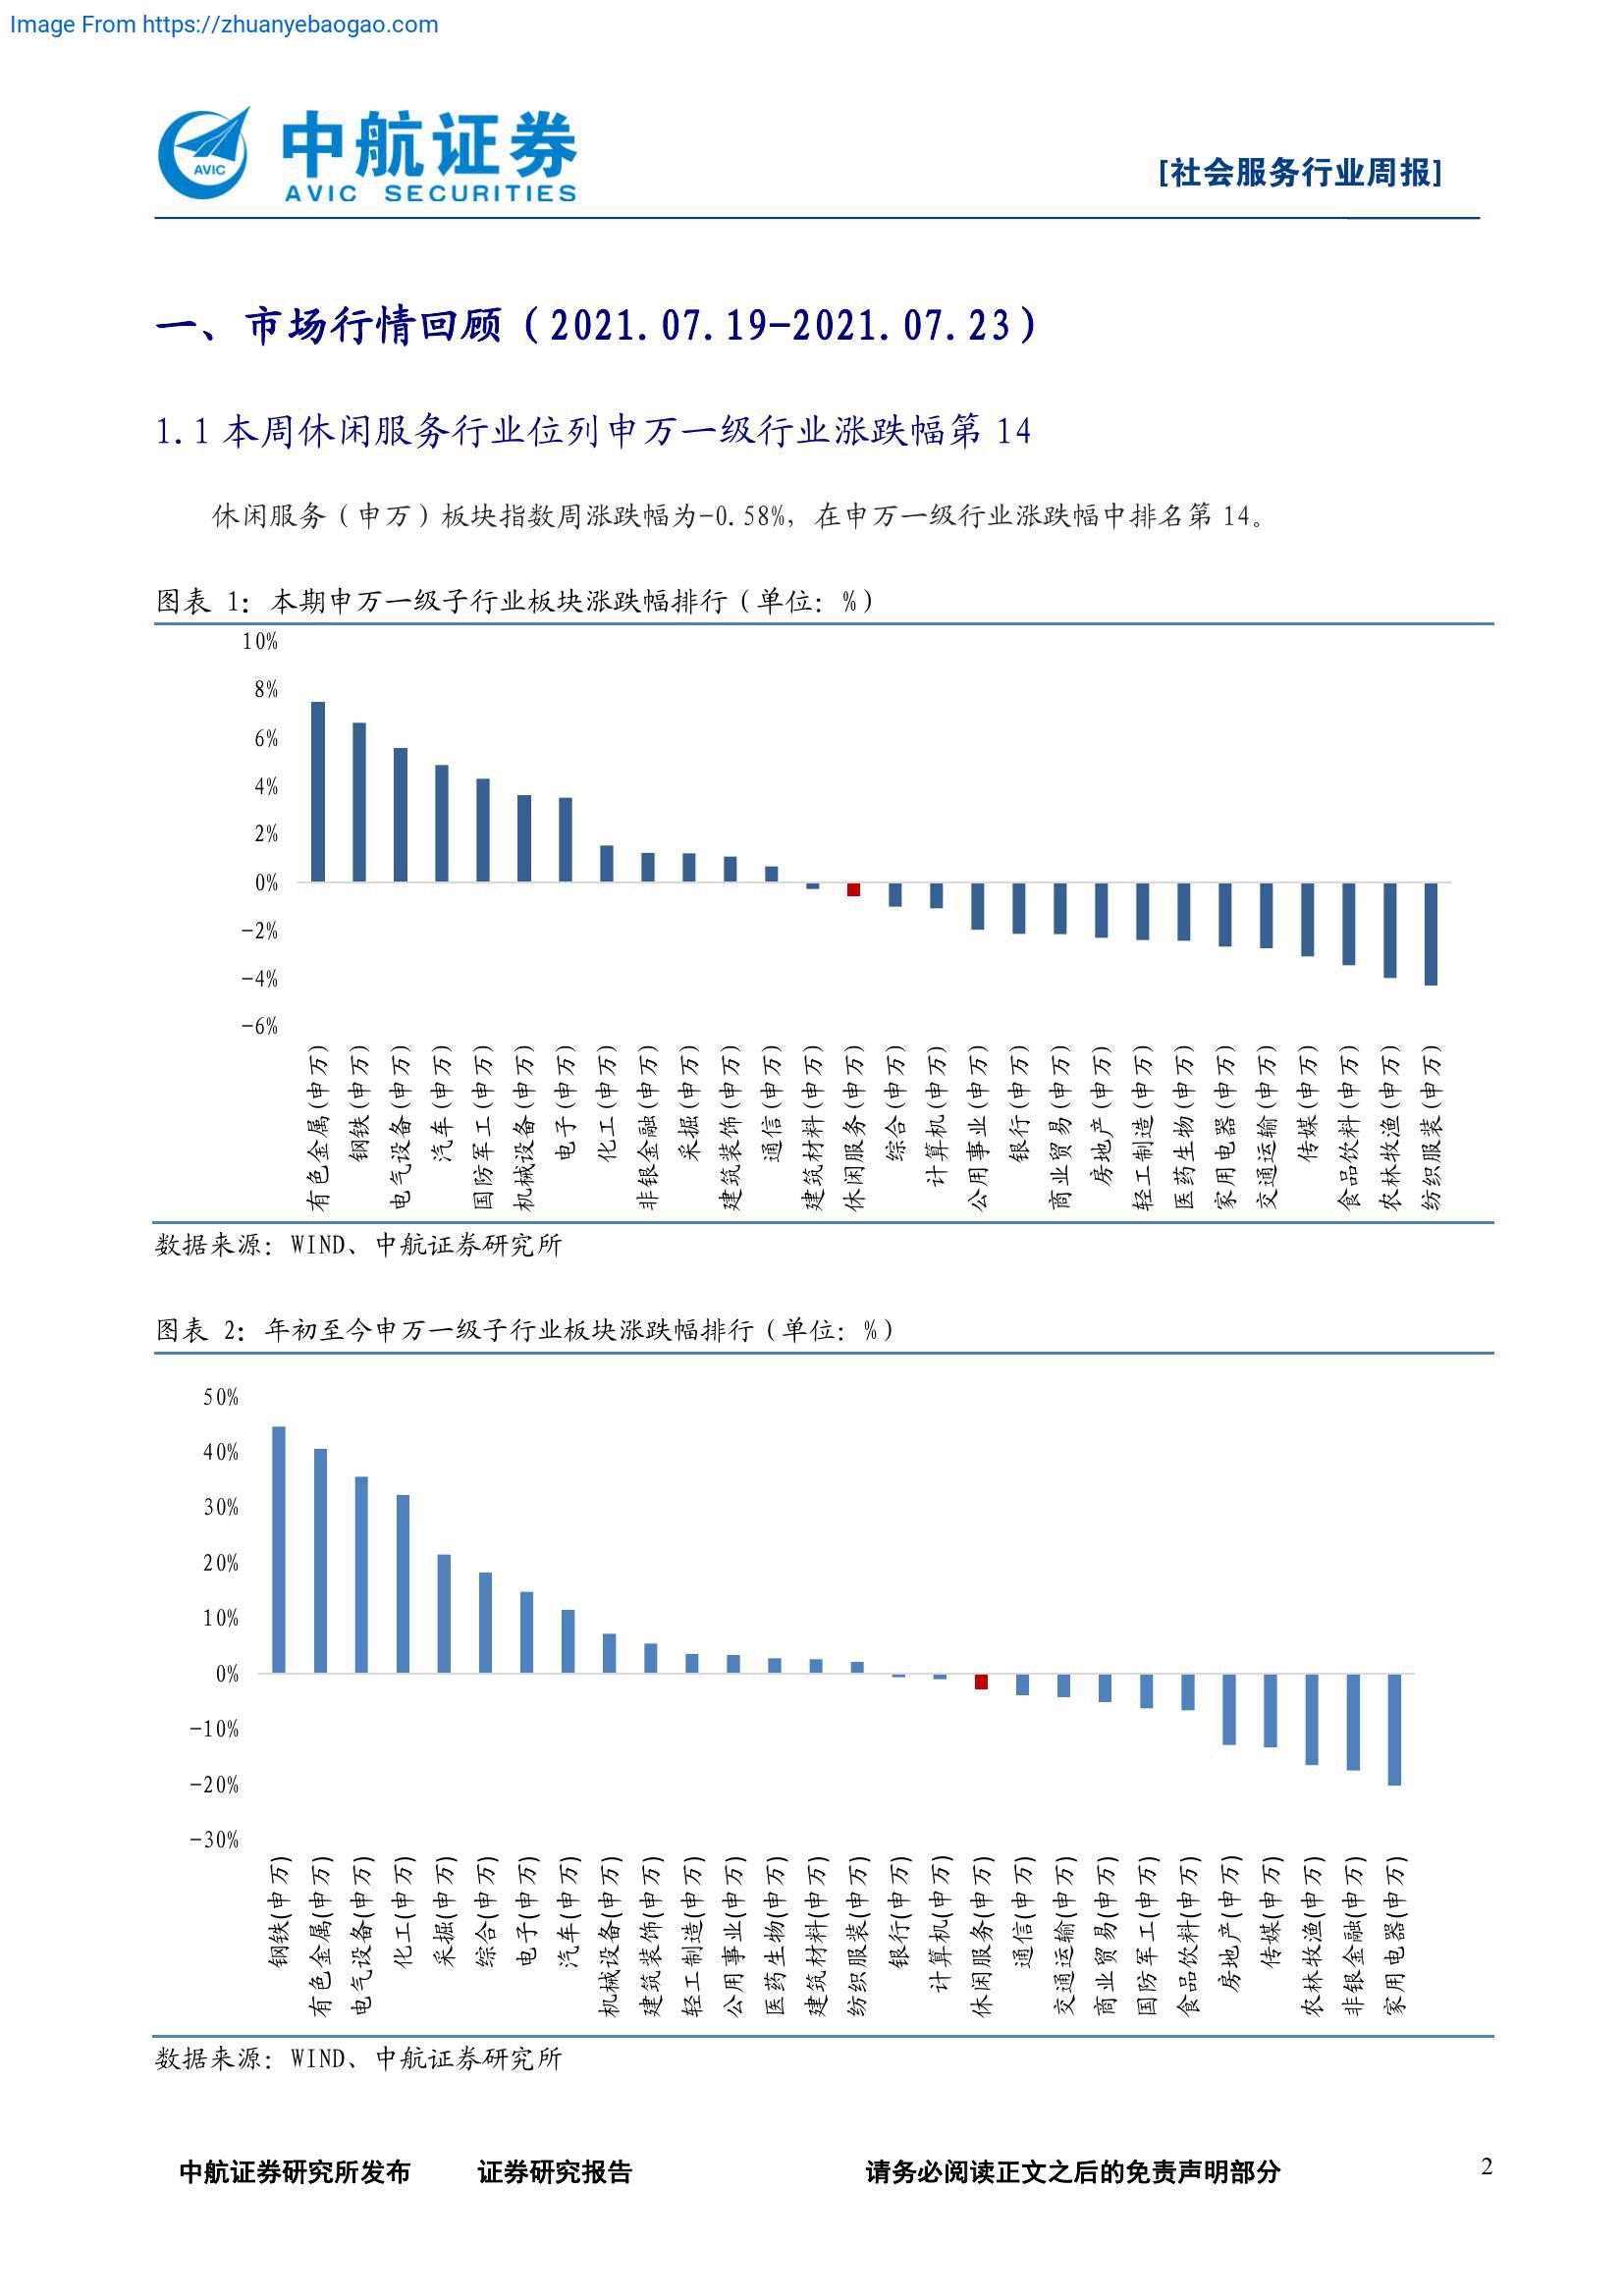 Image From https://zhuanyebaogao.com
中航证券
AVIC SECURITIES
AVIC
[社会服务行业周报]
一、市场行情回顾（2021.07.19-2021.07.23）
1.1 本周休闲服务行业位列申万一级行业涨跌幅第 14
休闲服务（申万）板块指数周涨跌幅为-0.58%，在申万一级行业涨跌幅中排名第 14。
图表 1：本期申万一级子行业板块涨跌幅排行（单位：%）
10%
8%
6%
4%
2%
0%
-2%
-4%
-6%
有色金属(申万)
钢铁(申万)
电气设备(申万)
汽车(申万)
国防军工(申万)
机械设备(申万)
电子(申万)
化工(申万)
非银金融(申万)
采掘(申万)
建筑装饰(申万)
通信(申万)
建筑材料(申万)
休闲服务(申万)
综合(申万)
计算机(申万)
公用事业(申万)
银行(申万)
商业贸易(申万)
房地产(申万)
轻工制造(申万)
医药生物(申万)
家用电器(申万)
交通运输(申万)
传媒(申万)
食品饮料(申万)
农林牧渔(申万)
纺织服装(申万)
数据来源：WIND、中航证券研究所
图表 2：年初至今申万一级子行业板块涨跌幅排行（单位：%）
50%
40%
30%
20%
10%
0%
-10%
-20%
-30%
钢铁(申万)
有色金属(申万)
电气设备(申万)
化工(申万)
采掘(申万)
综合(申万)
电子(申万)
汽车(申万)
机械设备(申万)
建筑装饰(申万)
轻工制造(申万)
公用事业(申万)
医药生物(申万)
建筑材料(申万)
纺织服装(申万)
银行(申万)
计算机(申万)
休闲服务(申万)
通信(申万)
交通运输(申万)
商业贸易(申万)
国防军工(申万)
食品饮料(申万)
房地产(申万)
传媒(申万)
农林牧渔(申万)
非银金融(申万)
家用电器(申万)
数据来源：WIND、中航证券研究所
中航证券研究所发布 证券研究报告 请务必阅读正文之后的免责声明部分 2